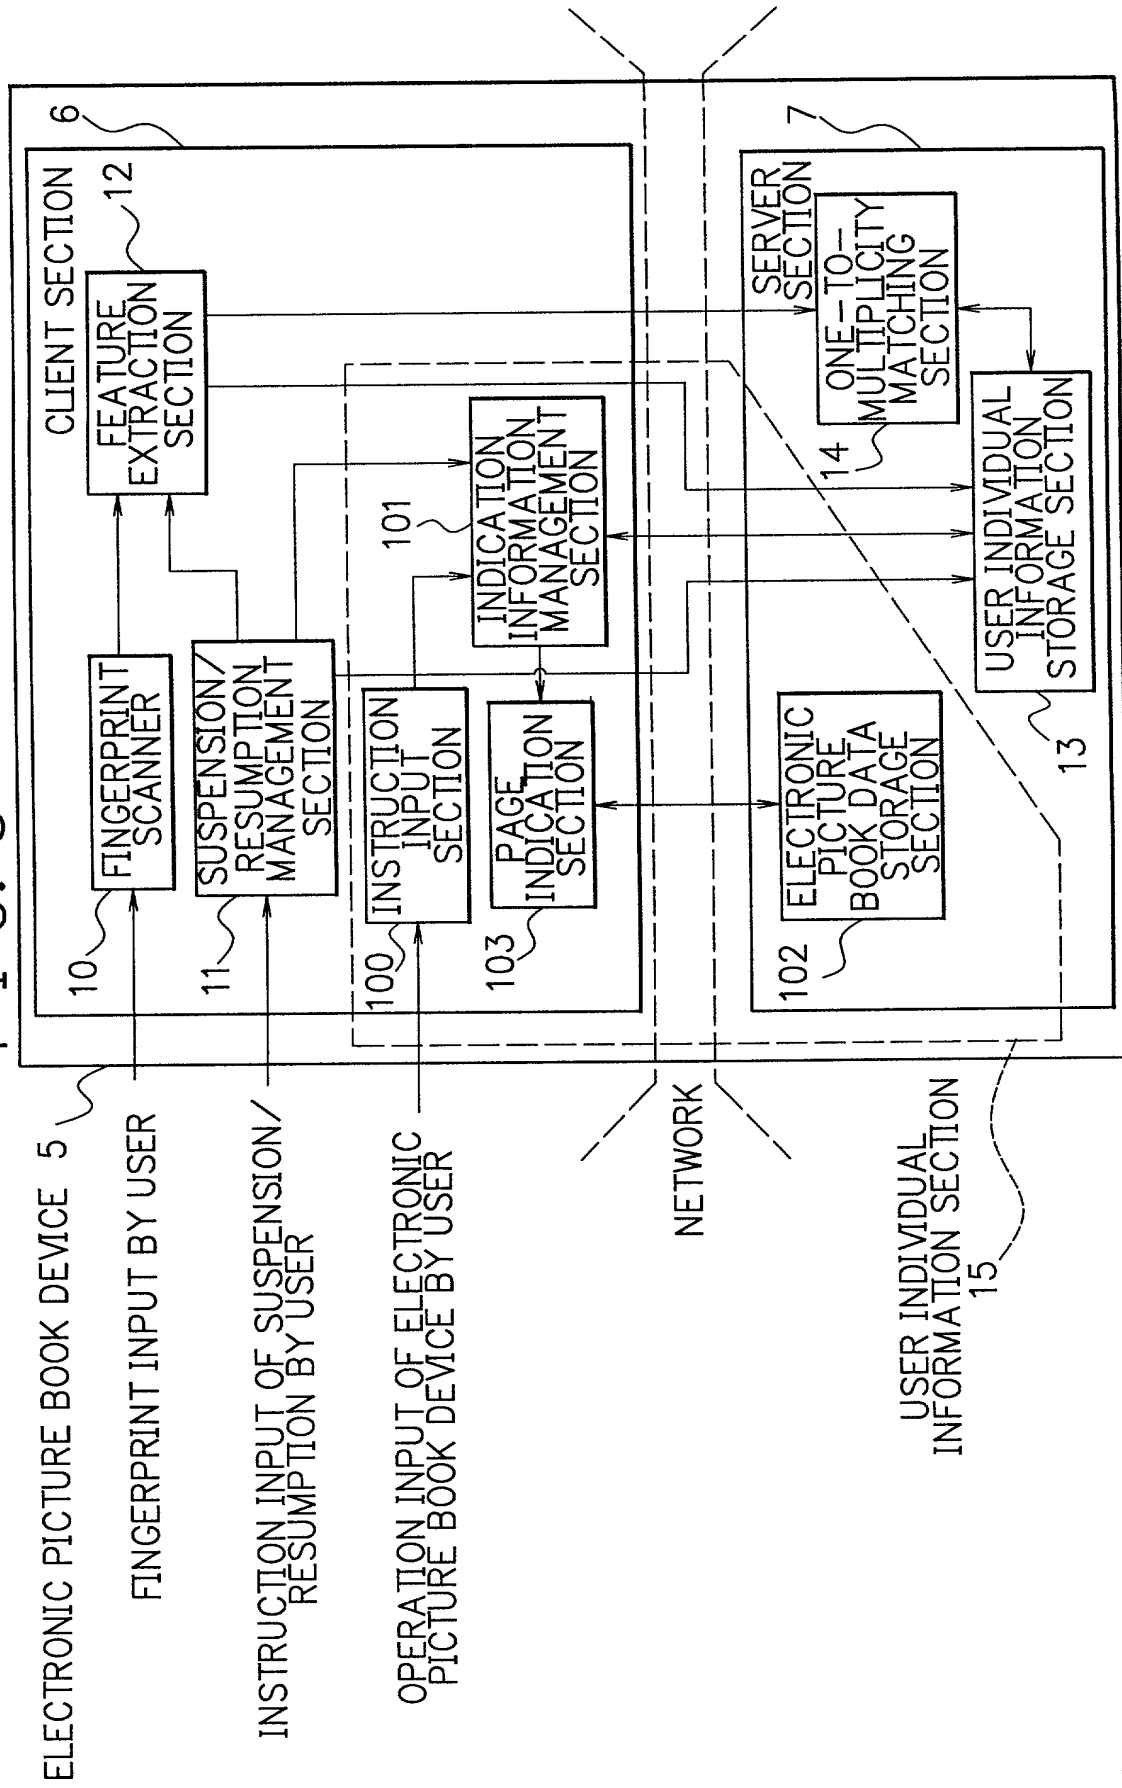 ELECTRONIC PICTURE BOOK DEVICE 5
FINGERPRINT INPUT BY USER
INSTRUCTION INPUT OF SUSPENSION/
RESUMPTION BY USER
OPERATION INPUT OF ELECTRONIC
PICTURE BOOK DEVICE BY USER
NETWORK
USER INDIVIDUAL
INFORMATION SECTION
15
CLIENT SECTION
6
10
FINGERPRINT
SCANNER
12
FEATURE
EXTRACTION
SECTION
11
SUSPENSION/
RESUMPTION
MANAGEMENT
SECTION
100
INSTRUCTION
INPUT
SECTION
101
INDICATION
INFORMATION
MANAGEMENT
SECTION
103
PAGE
INDICATION
SECTION
SERVER
SECTION
7
102
ELECTRONIC
PICTURE
BOOK DATA
STORAGE
SECTION
14
ONE-TO-
MULTIPLICITY
MATCHING
SECTION
13
USER INDIVIDUAL
INFORMATION
STORAGE SECTION